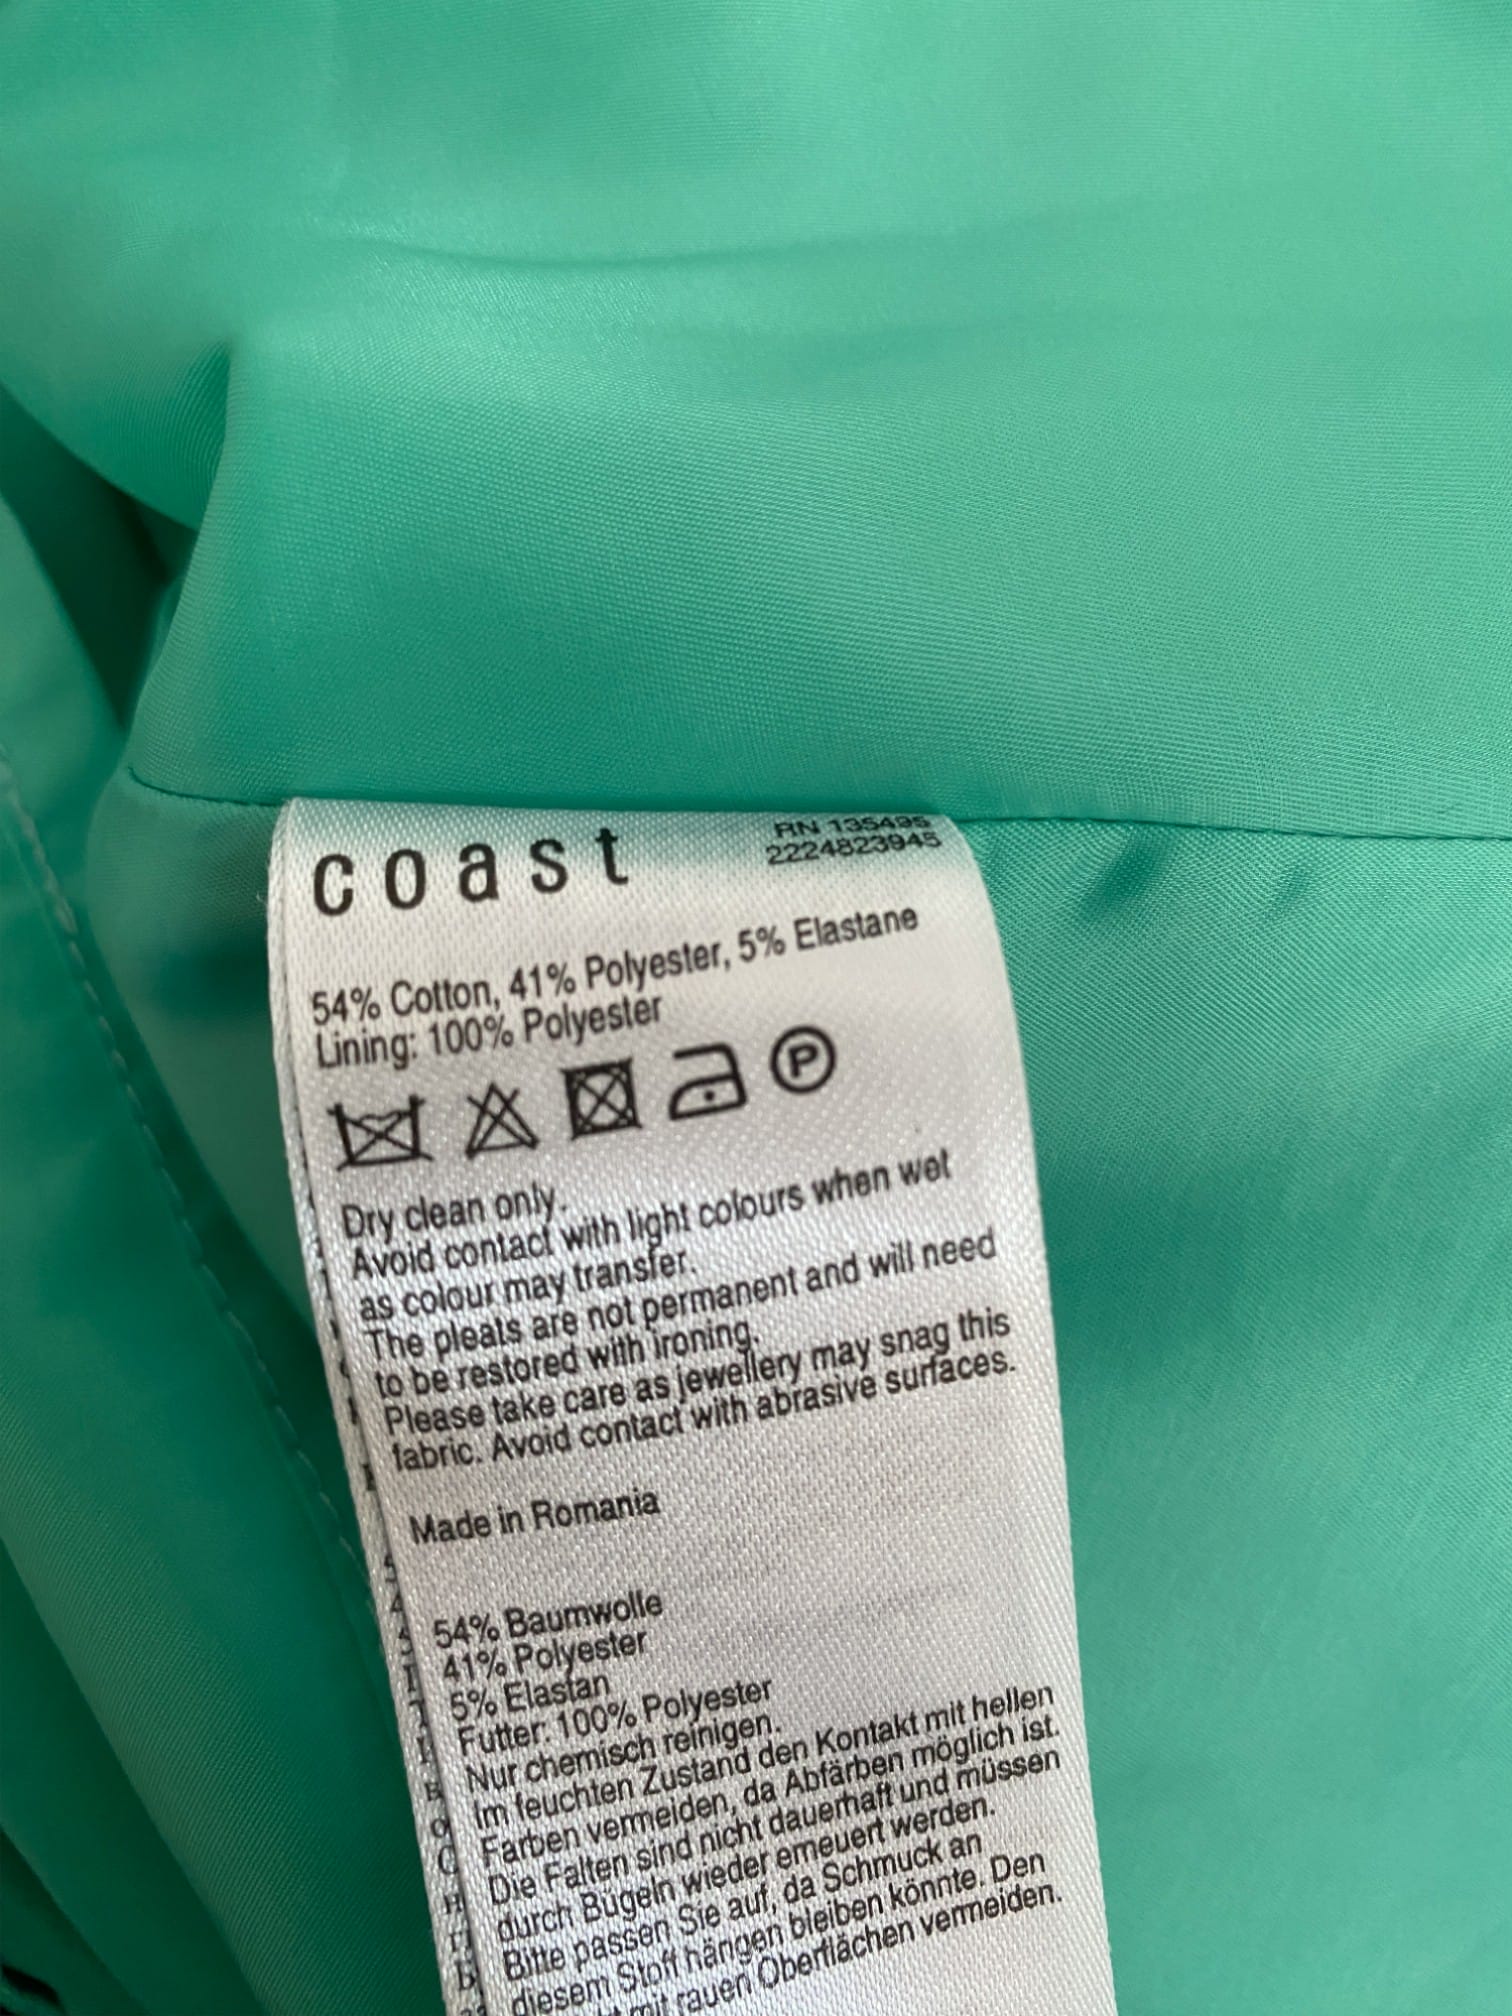 coast
RN 135495
2224823945
54% Cotton, 41% Polyester, 5% Elastane
Lining: 100% Polyester
P
Dry clean only.
Avoid contact with light colours when wet
as colour may transfer.
The pleats are not permanent and will need
to be restored with ironing.
Please take care as jewellery may snag this
fabric. Avoid contact with abrasive surfaces.
Made in Romania
54% Baumwolle
41% Polyester
5% Elastan
Futter: 100% Polyester
Nur chemisch reinigen.
Im feuchten Zustand den Kontakt mit hellen
Farben vermeiden, da Abfärben möglich ist.
Die Falten sind nicht dauerhaft und müssen
durch Bügeln wieder erneuert werden.
Bitte passen Sie auf, da Schmuck an
diesem Stoff hängen bleiben könnte. Den
mit rauen Oberflächen vermeiden.